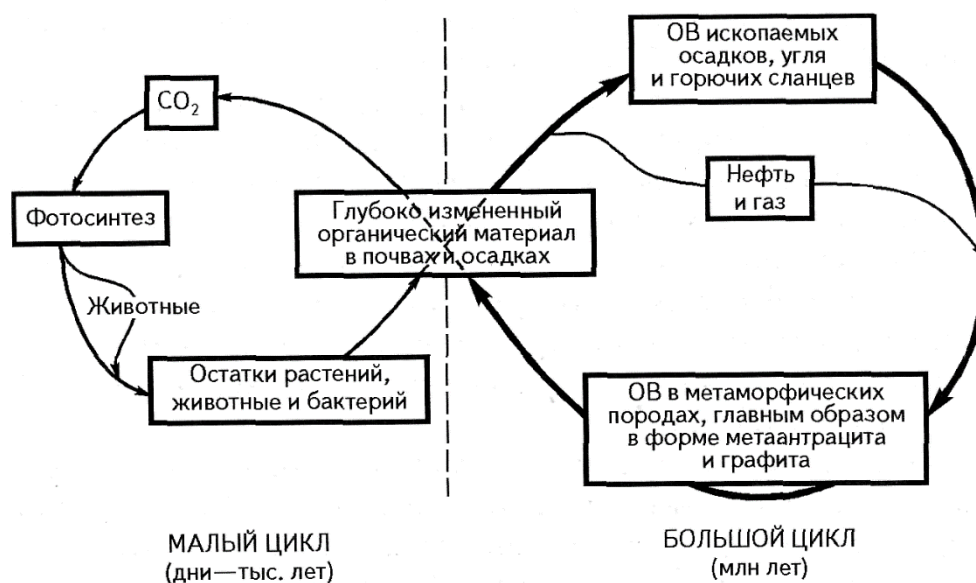 CO₂
Фотосинтез
Животные
Остатки растений,
животные и бактерий
Глубоко измененный
органический материал
в почвах и осадках
ОВ ископаемых
осадков, угля
и горючих сланцев
Нефть
и газ
ОВ в метаморфических
породах, главным образом
в форме метаантрацита
и графита
МАЛЫЙ ЦИКЛ
(дни—тыс. лет)
БОЛЬШОЙ ЦИКЛ
(млн лет)